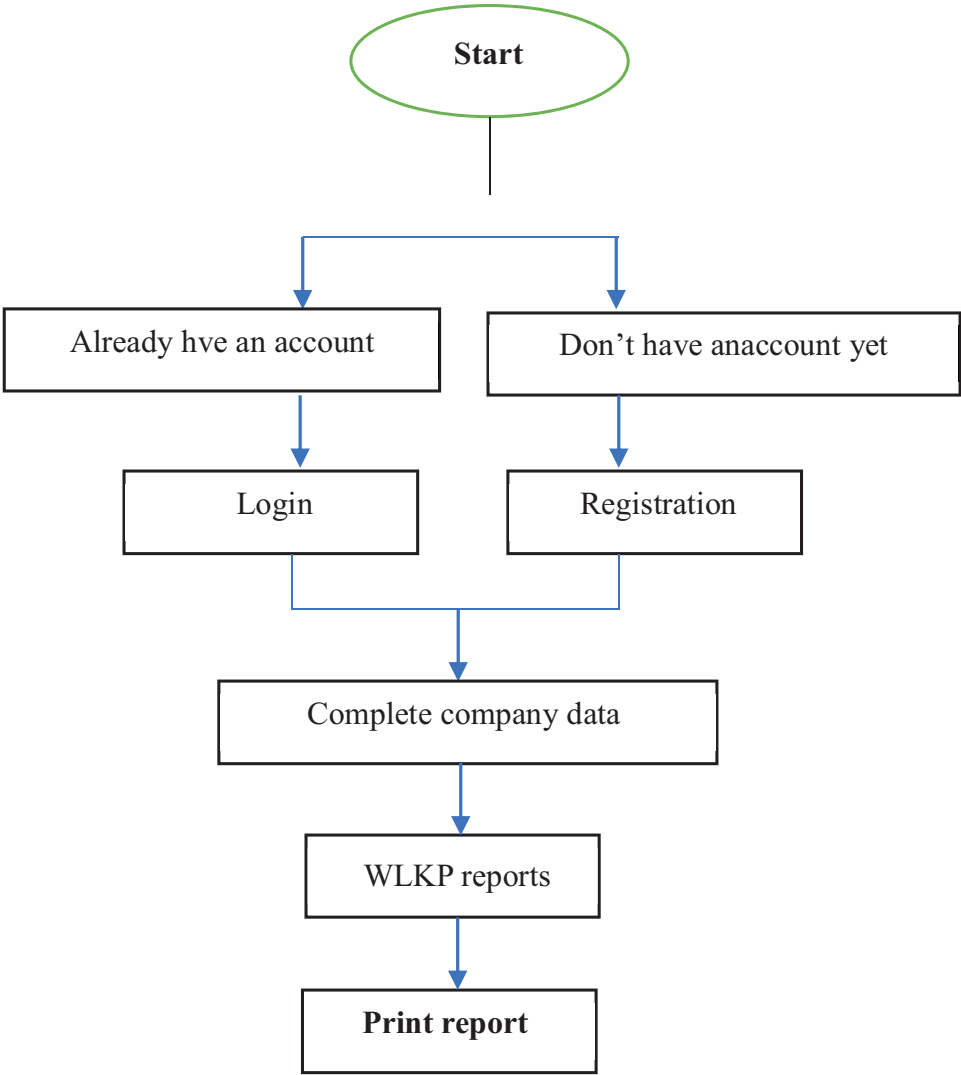 Start
Already hve an account
Don’t have anaccount yet
Login
Registration
Complete company data
WLKP reports
Print report